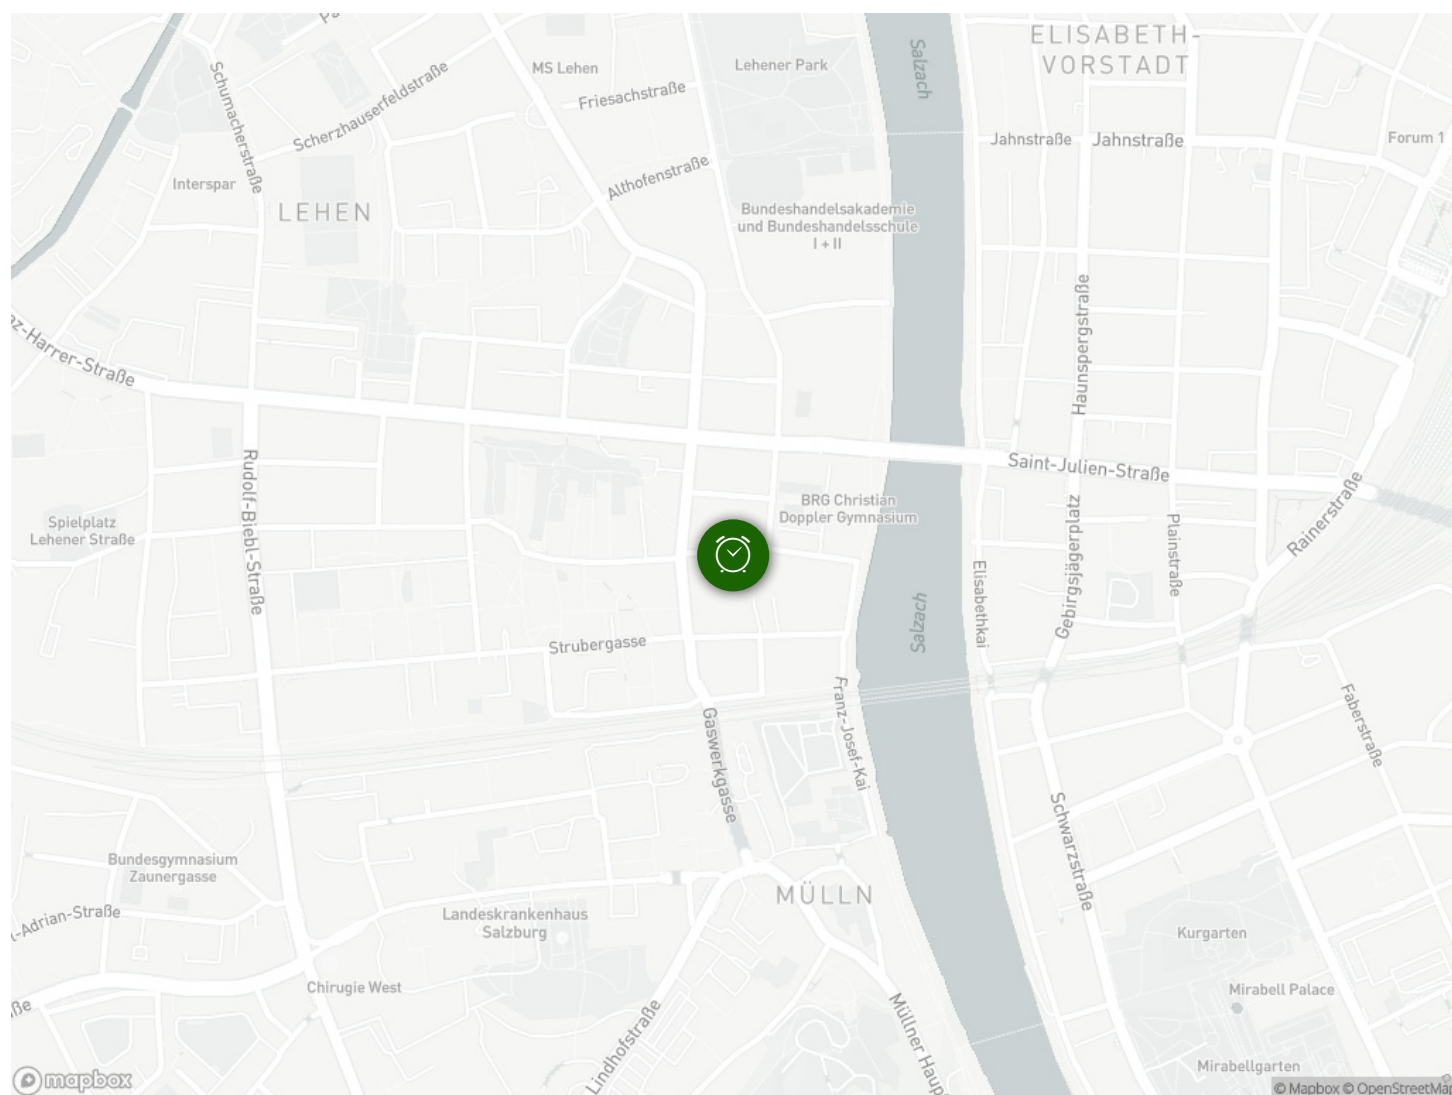 ELISABETH-
VORSTADT
Salzach
MS Lehen
Lehener Park
Schumacherstraße
Scherzhauserfeldstraße
Friesachstraße
Jahnstraße
Jahnstraße
Forum 1
Interspar
Althofenstraße
LEHEN
Bundeshandelsakademie
und Bundeshandelsschule
I + II
Haunspergstraße
az-Harrer-Straße
Rudolf-Biebl-Straße
Saint-Julien-Straße
Rainerstraße
BRG Christian
Doppler Gymnasium
Spielplatz
Lehener Straße
Gebirgsjägerplatz
Plainstraße
Elisabethkai
Salzach
Strubergasse
Franz-Josef-Kai
Faberstraße
Gaswerkgasse
Schwarzstraße
Bundesgymnasium
Zaunergasse
MÜLLN
-Adrian-Straße
Landeskrankenhaus
Salzburg
Kurgarten
Chirugie West
Mirabell Palace
ße
Lindhofstraße
Müllner Haup
Mirabellgarten
mapbox
© Mapbox © OpenStreetMap